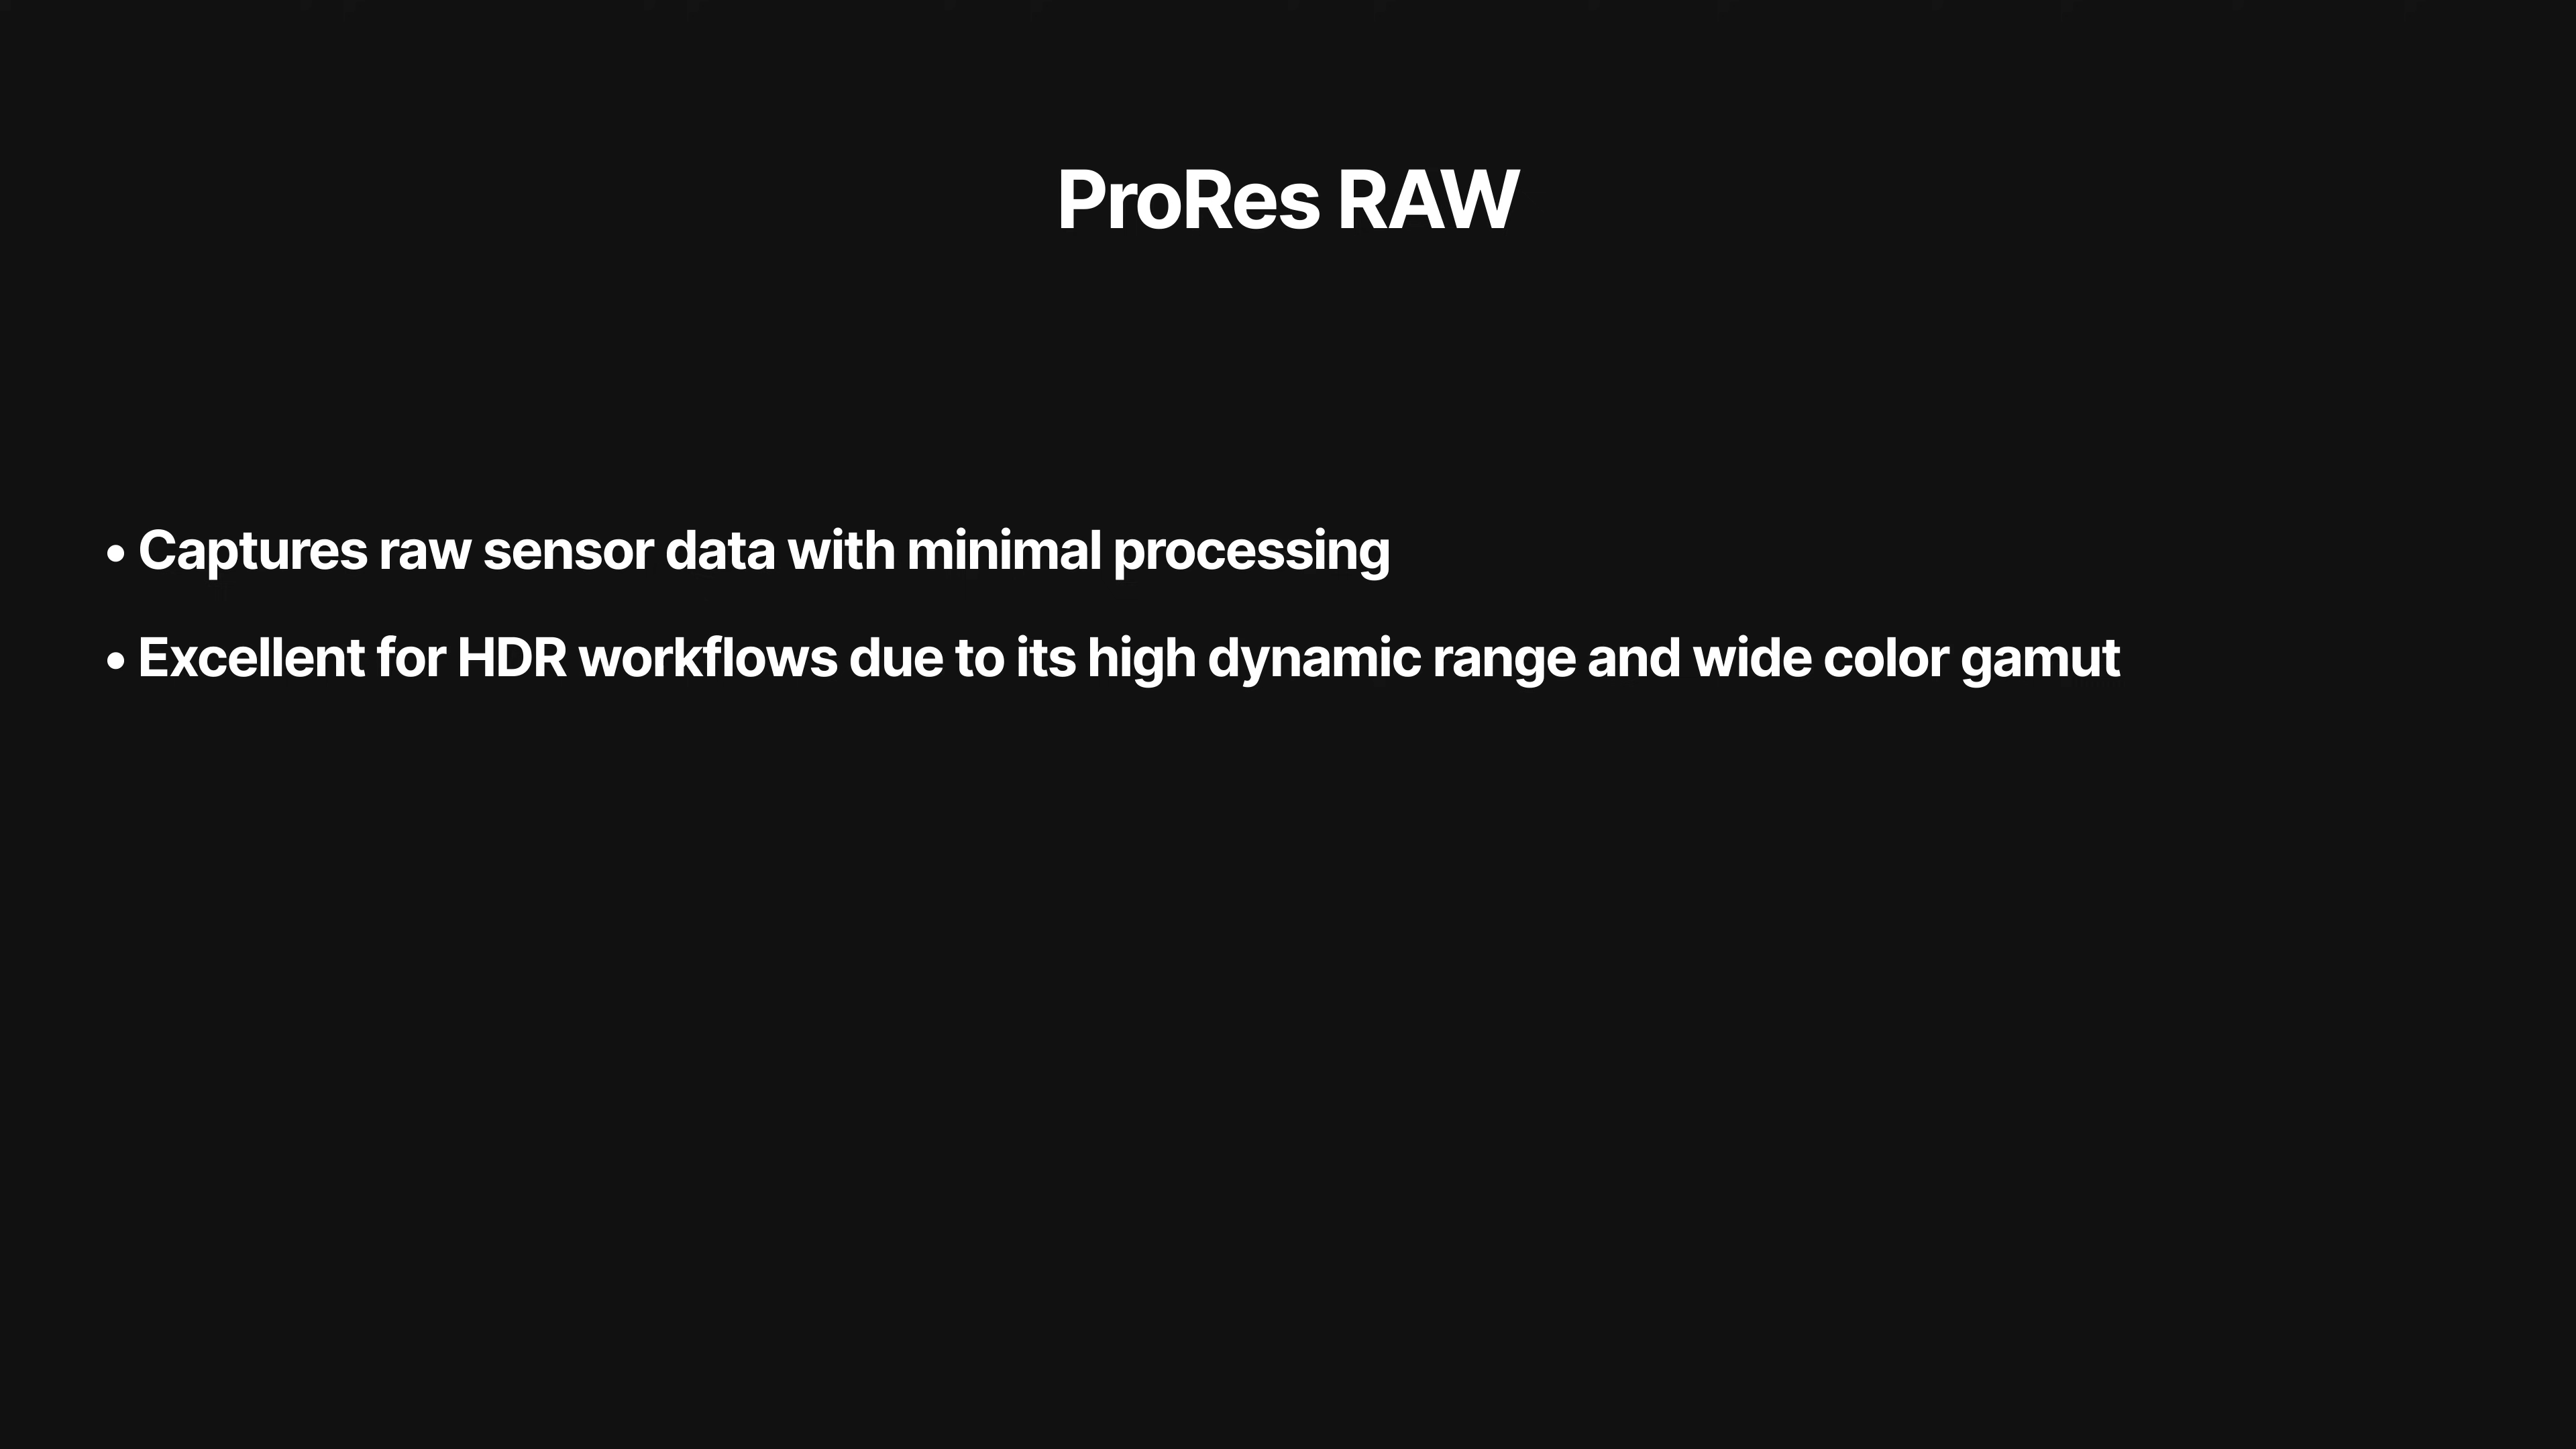 ProRes RAW
• Captures raw sensor data with minimal processing
• Excellent for HDR workflows due to its high dynamic range and wide color gamut